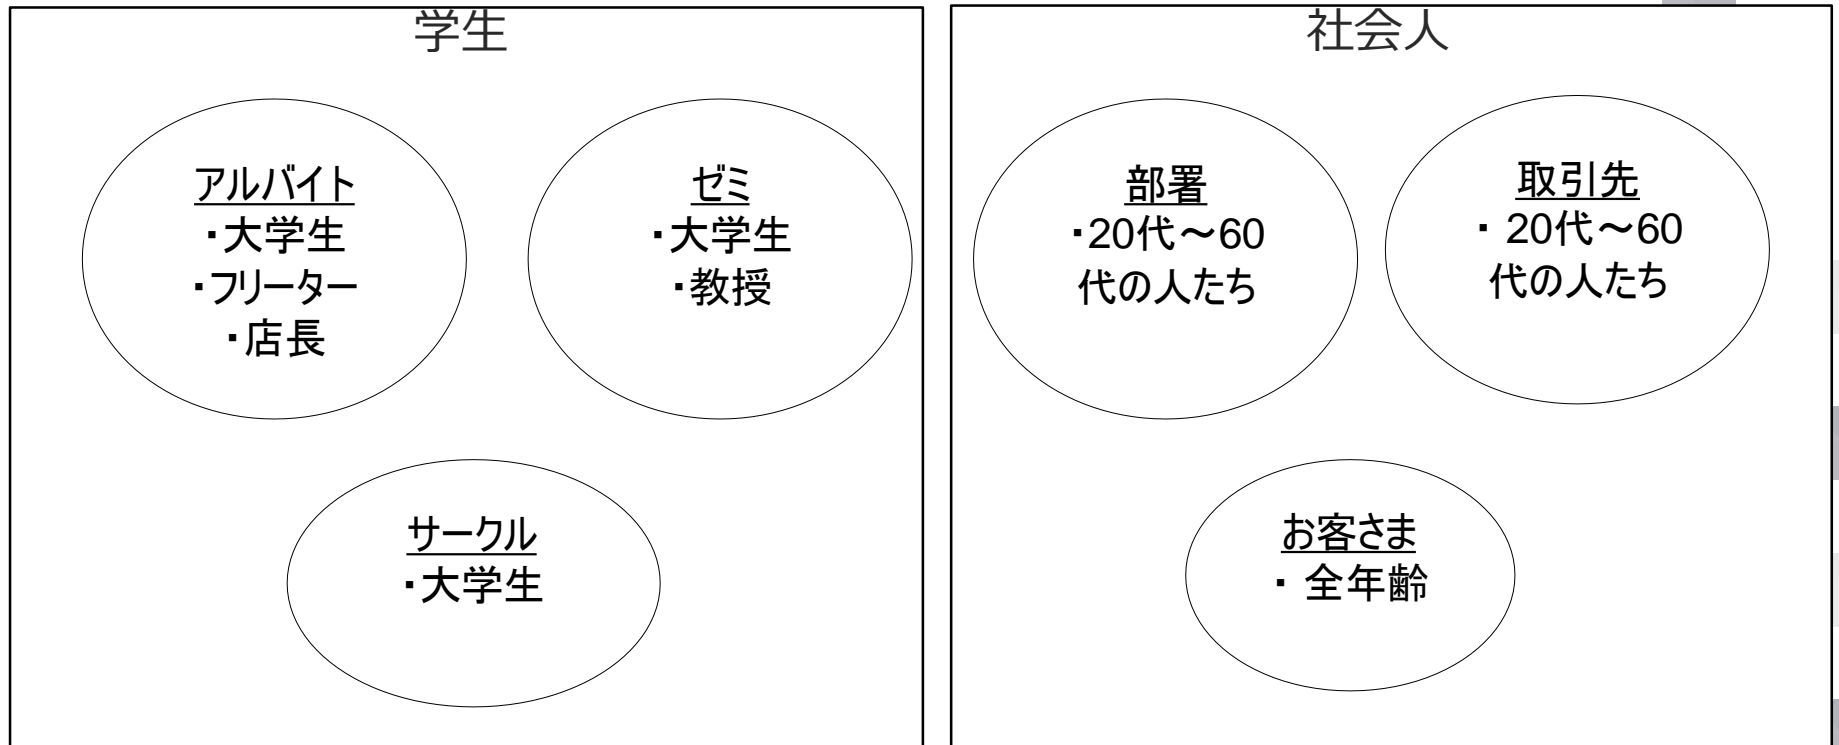 学生
アルバイト
・大学生
・フリーター
・店長
ゼミ
・大学生
・教授
サークル
・大学生
社会人
部署
・20代～60
代の人たち
取引先
・ 20代～60
代の人たち
お客さま
・ 全年齢